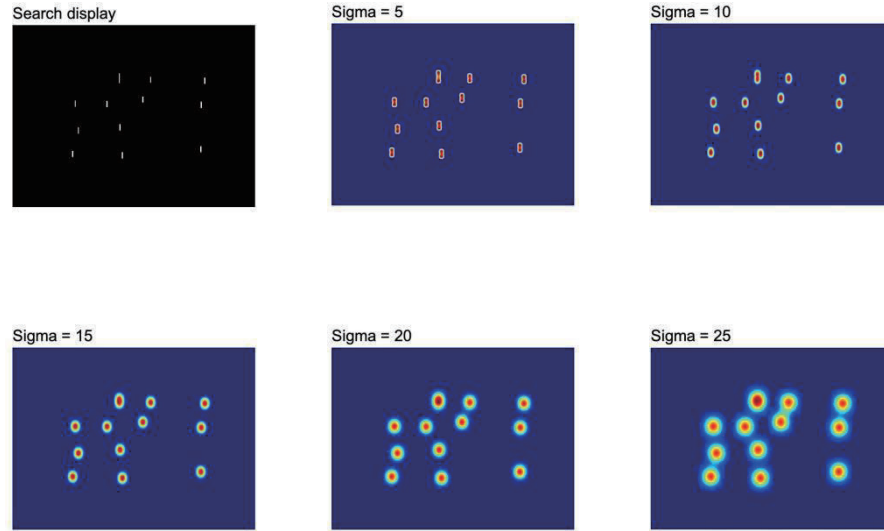 Search display
Sigma = 5
Sigma = 10
Sigma = 15
Sigma = 20
Sigma = 25